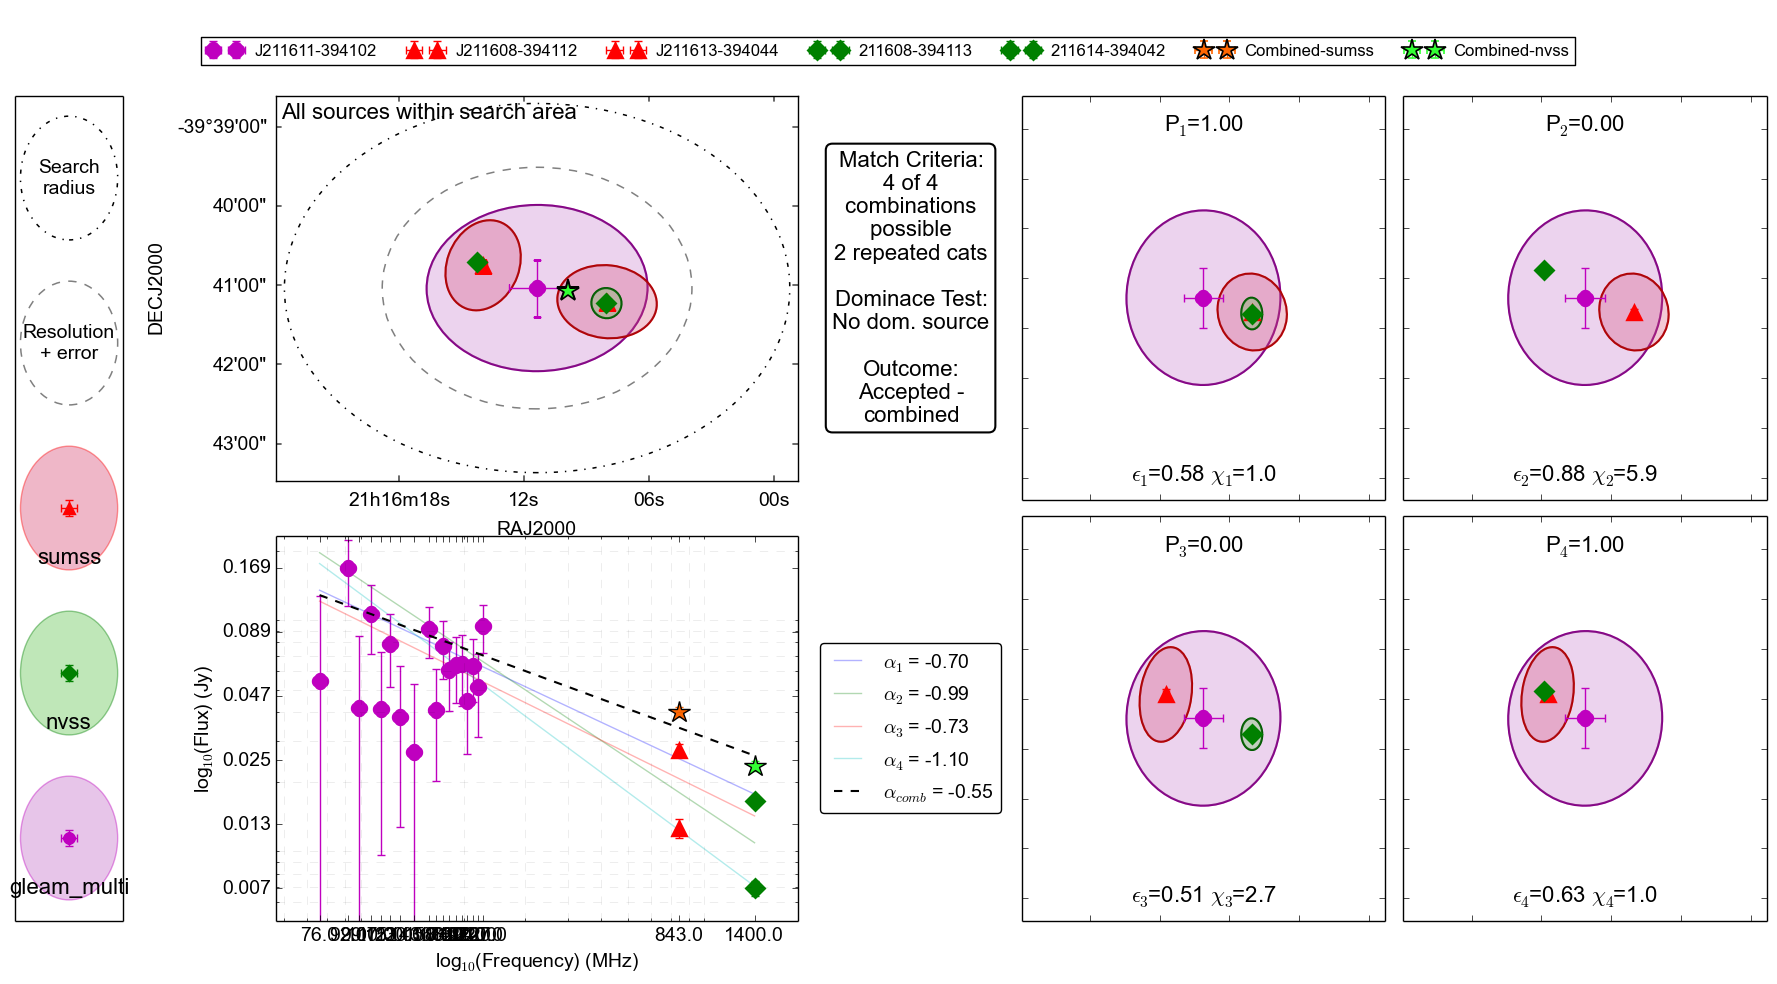 J211611-394102 J211608-394112 J211613-394044 211608-394113 211614-394042 Combined-sumss Combined-nvss
Search
radius
Resolution
+ error
sumss
nvss
gleam_multi
All sources within search area
-39°39'00"
40'00"
41'00"
42'00"
43'00"
DECJ2000
21h16m18s 12s 06s 00s
RAJ2000
Match Criteria:
4 of 4
combinations
possible
2 repeated cats
Dominace Test:
No dom. source
Outcome:
Accepted -
combined
P1=1.00
ϵ1=0.58 χ1=1.0
P2=0.00
ϵ2=0.88 χ2=5.9
0.169
0.089
0.047
0.025
0.013
0.007
log10(Flux) (Jy)
76.0 843.0 1400.0
log10(Frequency) (MHz)
α1 = -0.70
α2 = -0.99
α3 = -0.73
α4 = -1.10
αcomb = -0.55
P3=0.00
ϵ3=0.51 χ3=2.7
P4=1.00
ϵ4=0.63 χ4=1.0